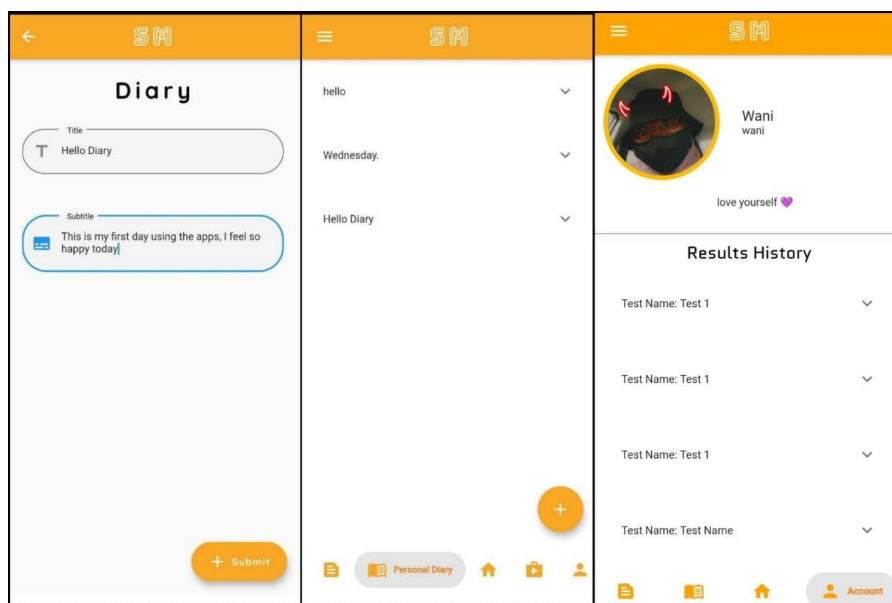 SM
Diary
Title
Hello Diary
Subtitle
This is my first day using the apps, I feel so
happy today
+ Submit
SM
hello
Wednesday.
Hello Diary
+
Personal Diary
SM
Wani
wani
love yourself 💜
Results History
Test Name: Test 1
Test Name: Test 1
Test Name: Test 1
Test Name: Test Name
Account